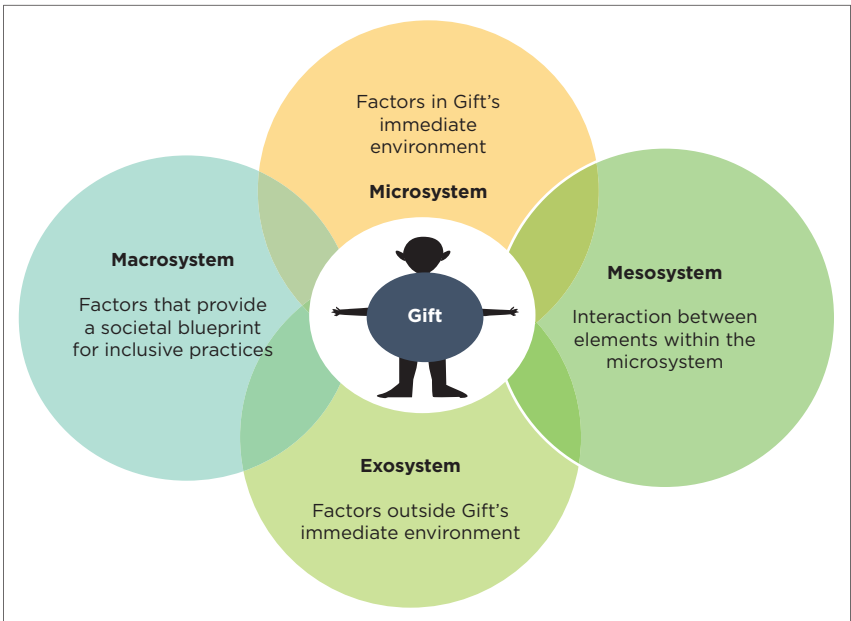 Factors in Gift’s
immediate
environment
Microsystem
Macrosystem
Factors that provide
a societal blueprint
for inclusive practices
Gift
Mesosystem
Interaction between
elements within the
microsystem
Exosystem
Factors outside Gift’s
immediate environment